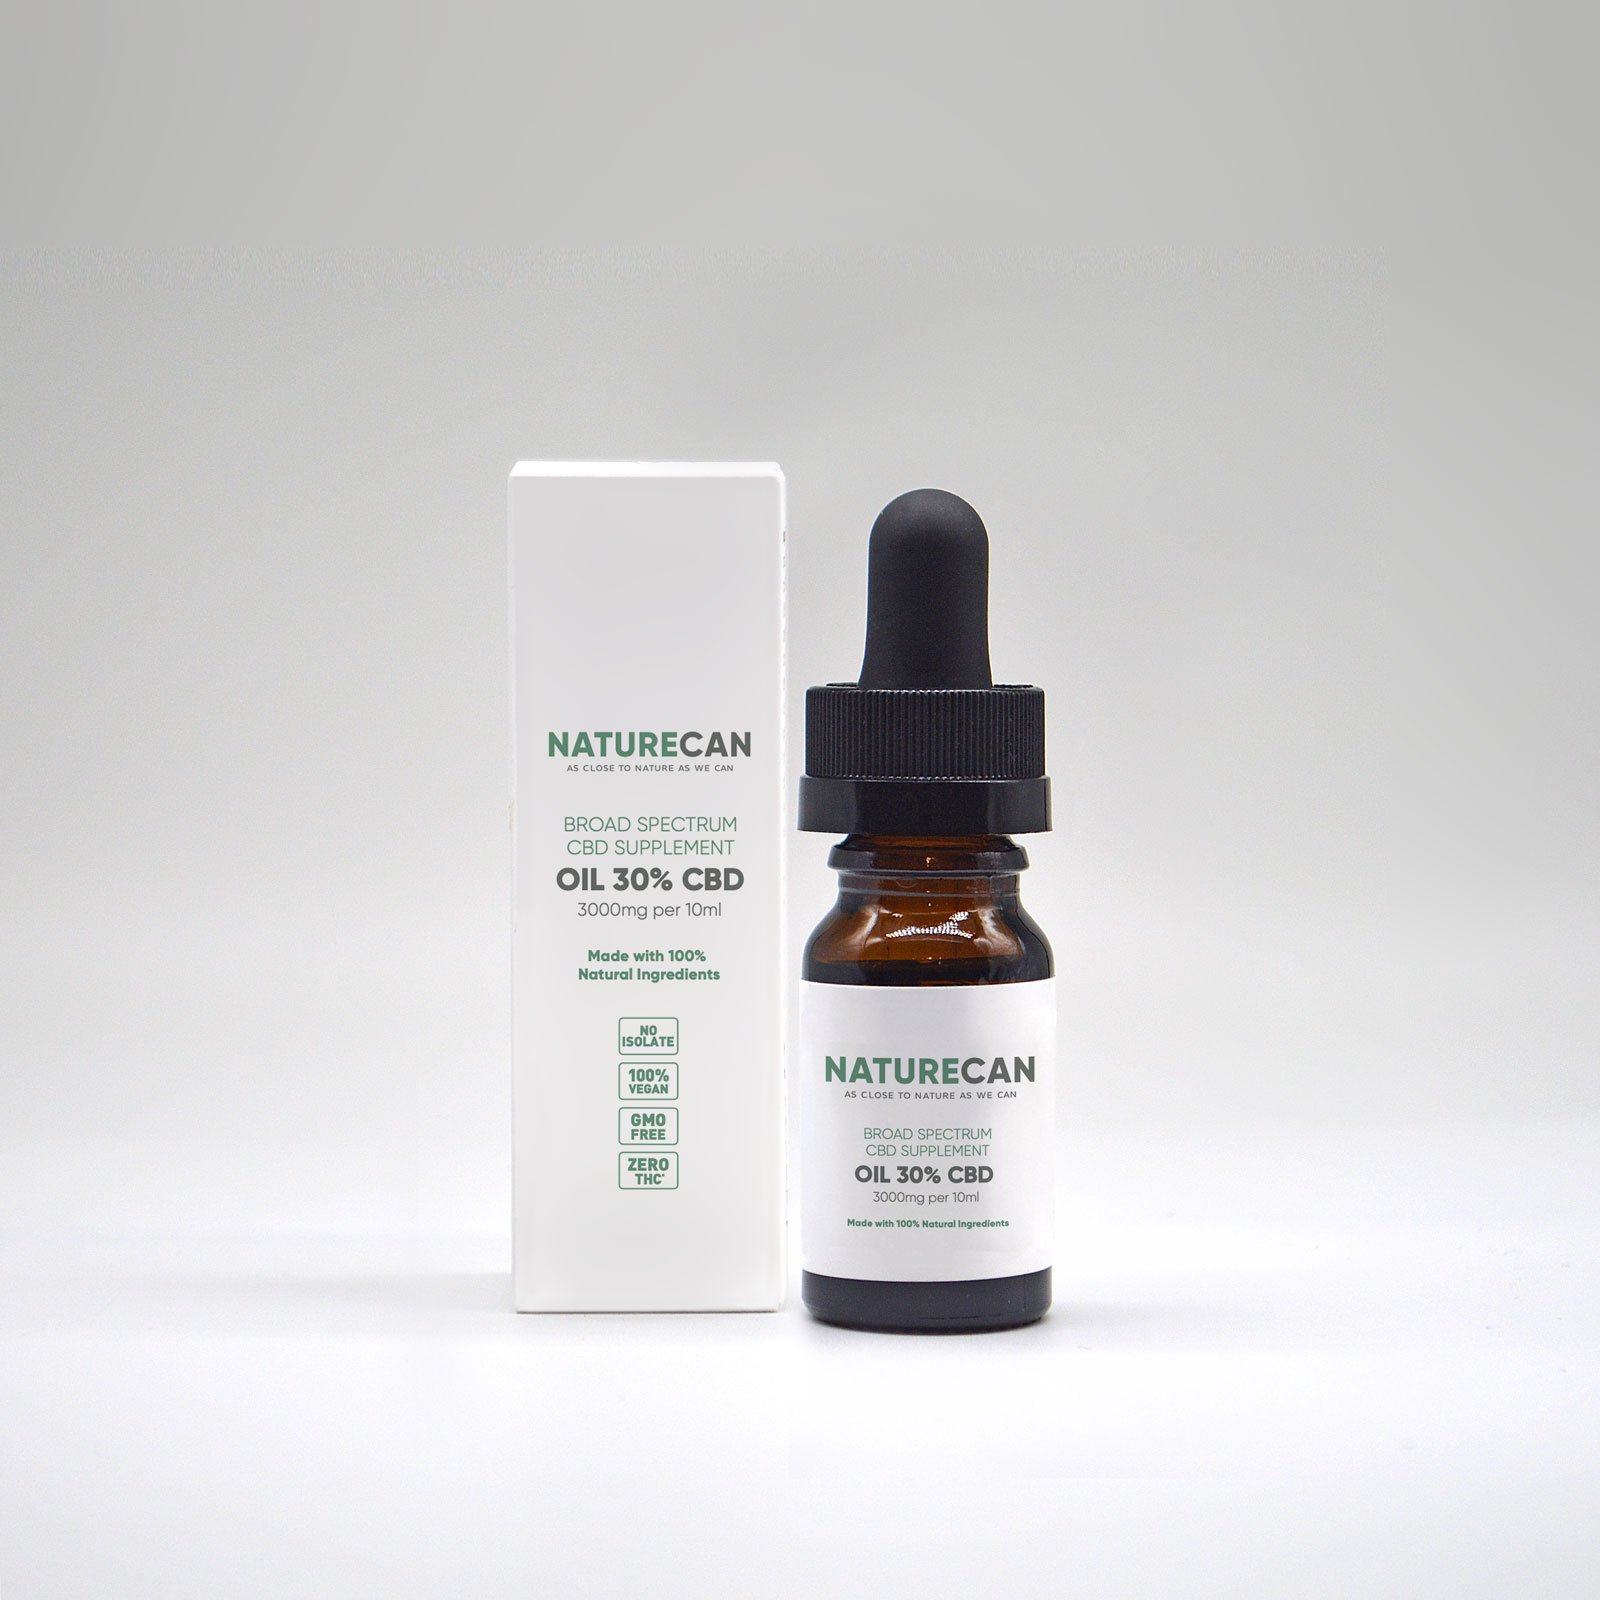 NATURECAN
AS CLOSE TO NATURE AS WE CAN
BROAD SPECTRUM
CBD SUPPLEMENT
OIL 30% CBD
3000mg per 10ml
Made with 100%
Natural Ingredients
NO
ISOLATE
100%
VEGAN
GMO
FREE
ZERO
THC*
NATURECAN
AS CLOSE TO NATURE AS WE CAN
BROAD SPECTRUM
CBD SUPPLEMENT
OIL 30% CBD
3000mg per 10ml
Made with 100% Natural Ingredients